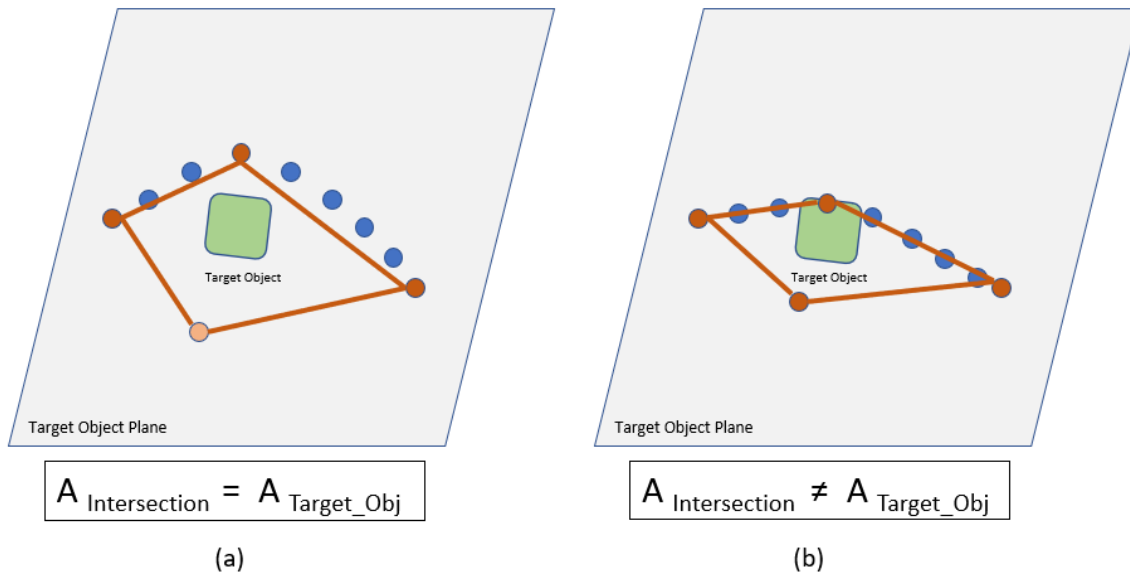 Target Object
Target Object Plane
A Intersection = A Target_Obj
(a)
Target Object
Target Object Plane
A Intersection ≠ A Target_Obj
(b)